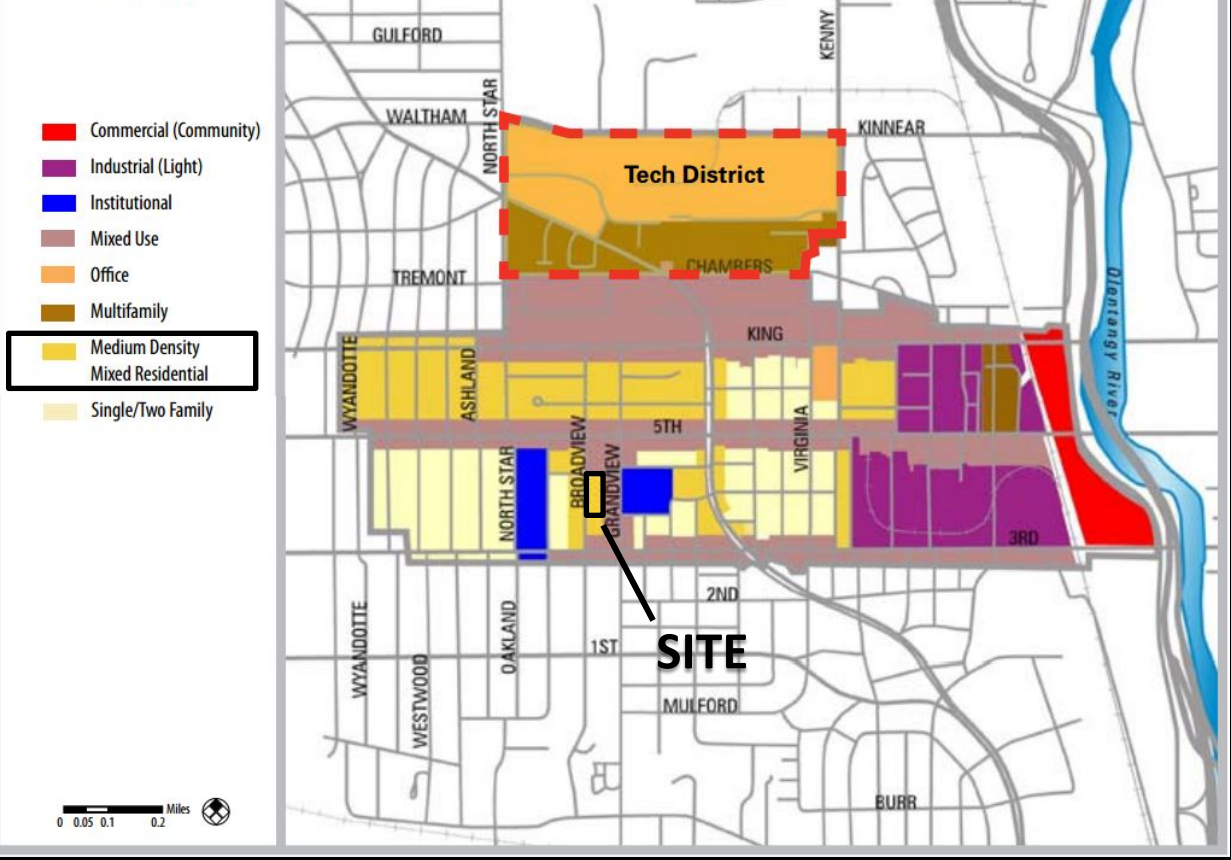 Commercial (Community)
Industrial (Light)
Institutional
Mixed Use
Office
Multifamily
Medium Density
Mixed Residential
Single/Two Family
Miles
0 0.05 0.1 0.2
GULFORD
KENNY
WALTHAM
NORTH STAR
KINNEAR
Tech District
TREMONT
CHAMBERS
Olentangy River
KING
WYANDOTTE
ASHLAND
5TH
BROADVIEW
GRANDVIEW
VIRGINIA
NORTH STAR
3RD
2ND
WYANDOTTE
OAKLAND
1ST
SITE
WESTWOOD
MULFORD
BURR